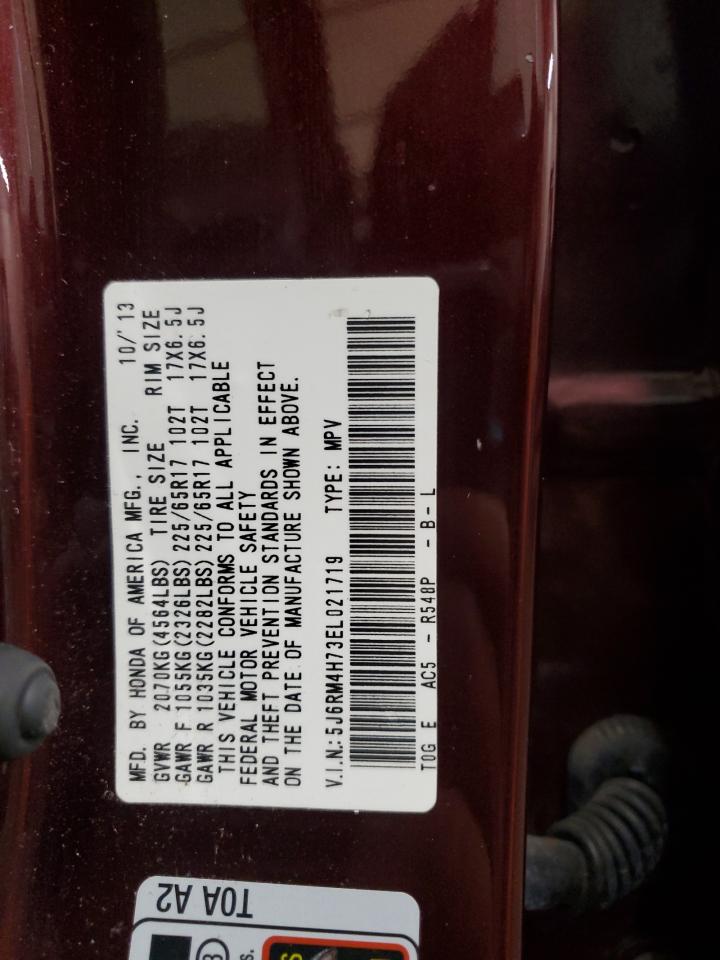 MFD. BY HONDA OF AMERICA MFG., INC. 10/'13
GVWR 2070KG(4564LBS) TIRE SIZE RIM SIZE
GAWR F 1055KG(2326LBS) 225/65R17 102T 17X6.5J
GAWR R 1035KG(2282LBS) 225/65R17 102T 17X6.5J
THIS VEHICLE CONFORMS TO ALL APPLICABLE
FEDERAL MOTOR VEHICLE SAFETY
AND THEFT PREVENTION STANDARDS IN EFFECT
ON THE DATE OF MANUFACTURE SHOWN ABOVE.
V.I.N.: 5J6RM4H73EL021719 TYPE: MPV
T0G E AC5 - R548P - B - L
T0A A2